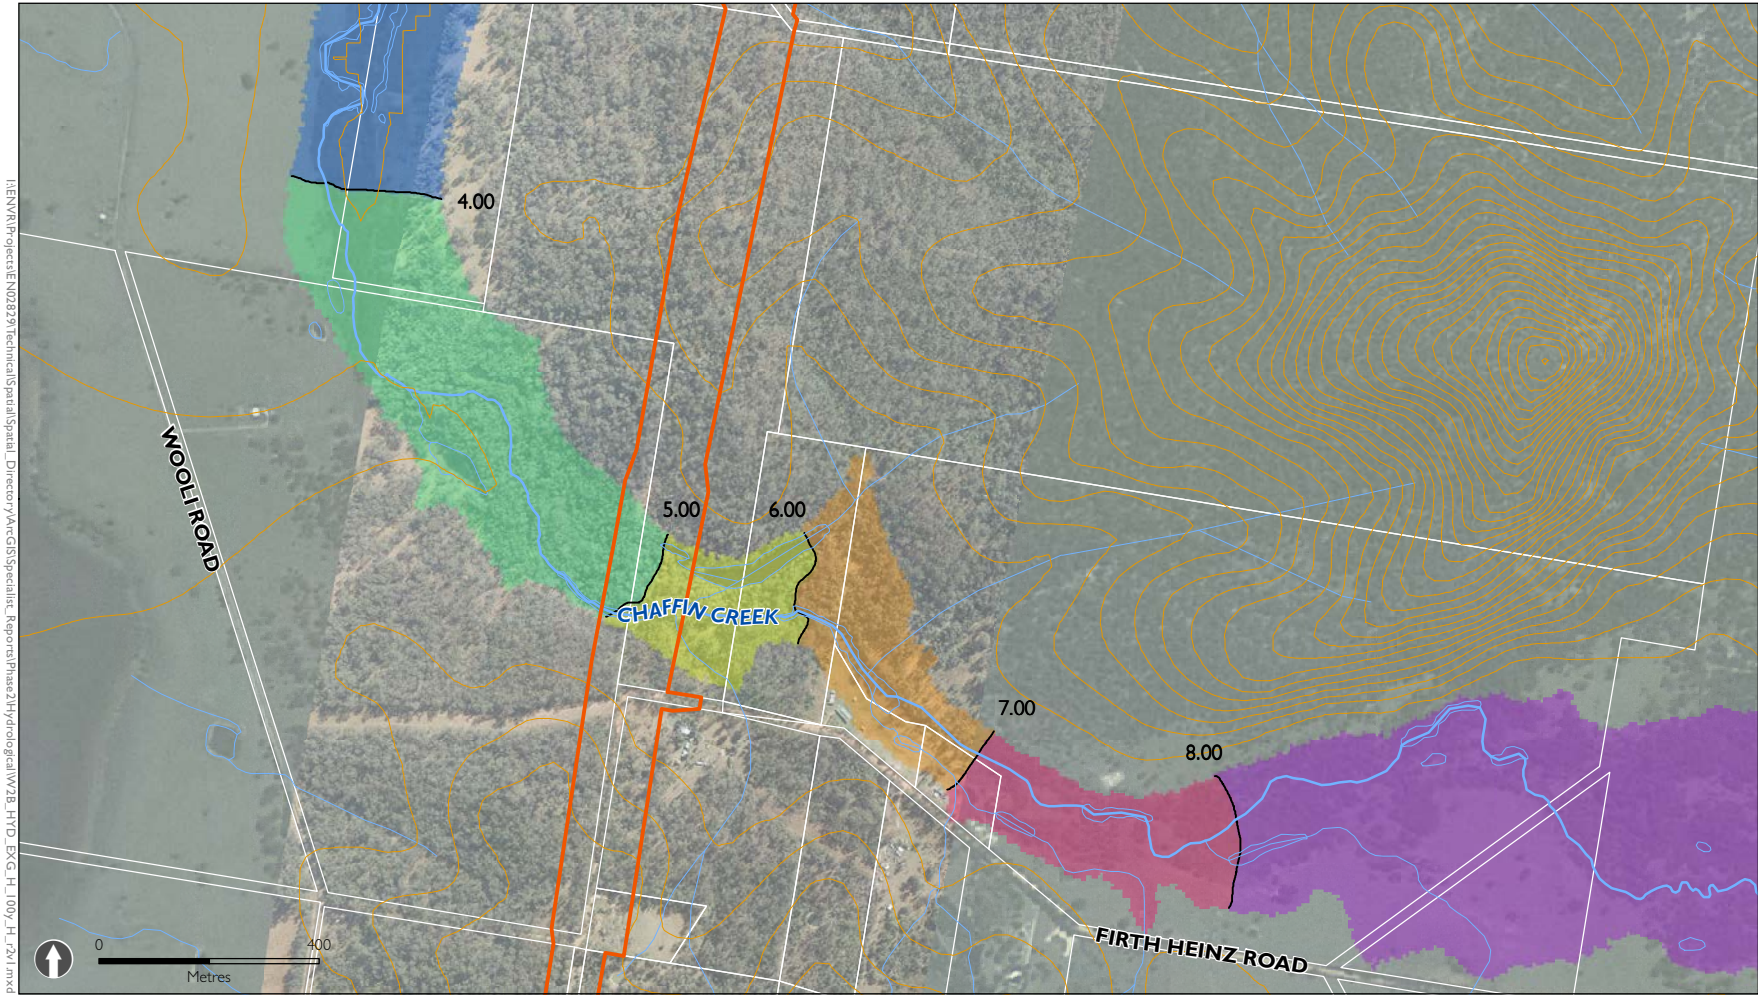 4.00
5.00
6.00
7.00
8.00
WOOLI ROAD
CHAFFIN CREEK
FIRTH HEINZ ROAD
0 400
Metres
I:\ENVR\Projects\EN02829\Technical\Spatial\Spatial_Directory\ArcGIS\Specialist_Reports\Phase2\Hydrological\W2B_HYD_EXG_H_100y_H_r2v1.mxd